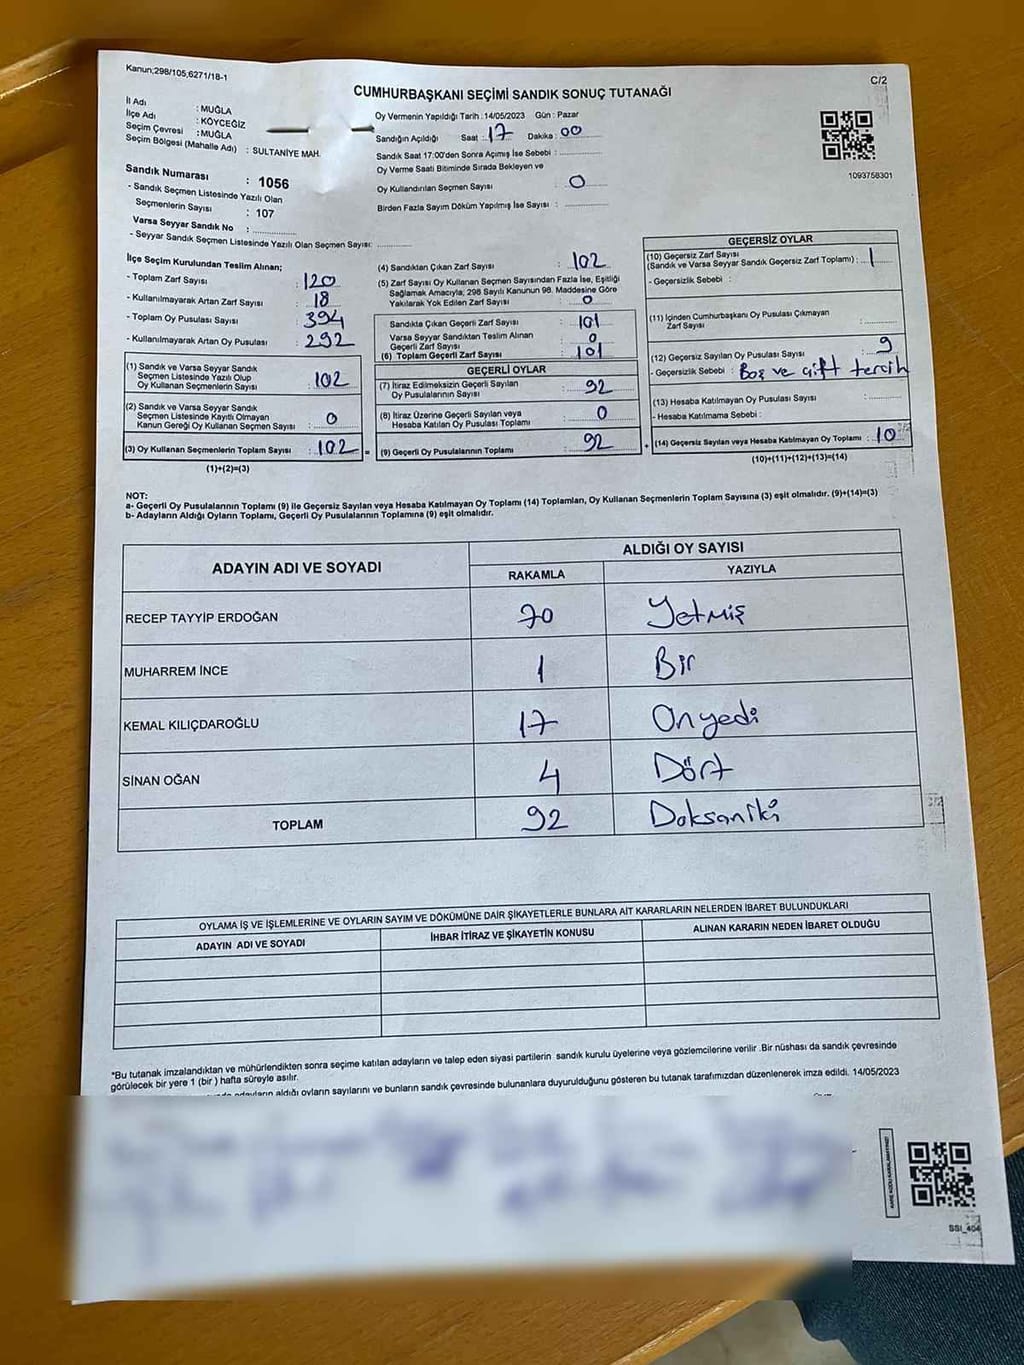 Kanun;298/105,6271/18-1
C/2
CUMHURBAŞKANI SEÇİMİ SANDIK SONUÇ TUTANAĞI
İl Adı : MUĞLA
İlçe Adı : KÖYCEĞİZ
Seçim Çevresi : MUĞLA
Seçim Bölgesi (Mahalle Adı) : SULTANİYE MAH.
Sandık Numarası : 1056
- Sandık Seçmen Listesinde Yazılı Olan
Seçmenlerin Sayısı : 107
Varsa Seyyar Sandık No : ............
- Seyyar Sandık Seçmen Listesinde Yazılı Olan Seçmen Sayısı: ............
Oy Vermenin Yapıldığı Tarih :14/05/2023 Gün : Pazar
Sandığın Açıldığı Saat : 17 Dakika : 00
Sandık Saat 17:00'den Sonra Açımış İse Sebebi : ............
Oy Verme Saati Bitiminde Sırada Bekleyen ve
Oy Kullandırılan Seçmen Sayısı : 0
Birden Fazla Sayım Döküm Yapılmış İse Sayısı : ............
1093758301
İlçe Seçim Kurulundan Teslim Alınan;
- Toplam Zarf Sayısı : 120
- Kullanılmayarak Artan Zarf Sayısı : 18
- Toplam Oy Pusulası Sayısı : 394
- Kullanılmayarak Artan Oy Pusulası : 292
(1) Sandık ve Varsa Seyyar Sandık
Seçmen Listesinde Yazılı Olup
Oy Kullanan Seçmenlerin Sayısı : 102
(2) Sandık ve Varsa Seyyar Sandık
Seçmen Listesinde Kayıtlı Olmayan
Kanun Gereği Oy Kullanan Seçmen Sayısı : 0
(3) Oy Kullanan Seçmenlerin Toplam Sayısı : 102 =
(1)+(2)=(3)
(4) Sandıktan Çıkan Zarf Sayısı : 102
(5) Zarf Sayısı Oy Kullanan Seçmen Sayısından Fazla İse, Eşitliği
Sağlamak Amacıyla, 298 Sayılı Kanunun 98. Maddesine Göre
Yakılarak Yok Edilen Zarf Sayısı : 0
Sandıkta Çıkan Geçerli Zarf Sayısı : 101
Varsa Seyyar Sandıktan Teslim Alınan
Geçerli Zarf Sayısı : 0
(6) Toplam Geçerli Zarf Sayısı : 101
GEÇERLİ OYLAR
(7) İtiraz Edilmeksizin Geçerli Sayılan
Oy Pusulalarının Sayısı : 92
(8) İtiraz Üzerine Geçerli Sayılan veya
Hesaba Katılan Oy Pusulası Toplamı : 0
(9) Geçerli Oy Pusulalarının Toplamı : 92 +
GEÇERSİZ OYLAR
(10) Geçersiz Zarf Sayısı
(Sandık ve Varsa Seyyar Sandık Geçersiz Zarf Toplamı) : 1
- Geçersizlik Sebebi :
(11) İçinden Cumhurbaşkanı Oy Pusulası Çıkmayan
Zarf Sayısı : ............
(12) Geçersiz Sayılan Oy Pusulası Sayısı : 9
- Geçersizlik Sebebi : Boş ve çift tercih
(13) Hesaba Katılmayan Oy Pusulası Sayısı : ............
- Hesaba Katılmama Sebebi :
(14) Geçersiz Sayılan veya Hesaba Katılmayan Oy Toplamı : 10
(10)+(11)+(12)+(13)=(14)
NOT:
a- Geçerli Oy Pusulalarının Toplamı (9) ile Geçersiz Sayılan veya Hesaba Katılmayan Oy Toplamı (14) Toplamları, Oy Kullanan Seçmenlerin Toplam Sayısına (3) eşit olmalıdır. (9)+(14)=(3)
b- Adayların Aldığı Oyların Toplamı, Geçerli Oy Pusulalarının Toplamına (9) eşit olmalıdır.
ADAYIN ADI VE SOYADI
ALDIĞI OY SAYISI
RAKAMLA YAZIYLA
RECEP TAYYİP ERDOĞAN 70 Yetmiş
MUHARREM İNCE 1 Bir
KEMAL KILIÇDAROĞLU 17 Onyedi
SİNAN OĞAN 4 Dört
TOPLAM 92 Doksaniki
OYLAMA İŞ VE İŞLEMLERİNE VE OYLARIN SAYIM VE DÖKÜMÜNE DAİR ŞİKAYETLERLE BUNLARA AİT KARARLARIN NELERDEN İBARET BULUNDUKLARI
ADAYIN ADI VE SOYADI İHBAR İTİRAZ VE ŞİKAYETİN KONUSU ALINAN KARARIN NEDEN İBARET OLDUĞU
*Bu tutanak imzalandıktan ve mühürlendikten sonra seçime katılan adayların ve talep eden siyasi partilerin sandık kurulu üyelerine veya gözlemcilerine verilir .Bir nüshası da sandık çevresinde
görülecek bir yere 1 (bir ) hafta süreyle asılır.
adayların aldığı oyların sayılarını ve bunların sandık çevresinde bulunanlara duyurulduğunu gösteren bu tutanak tarafımızdan düzenlenerek imza edildi. 14/05/2023
SSI_404